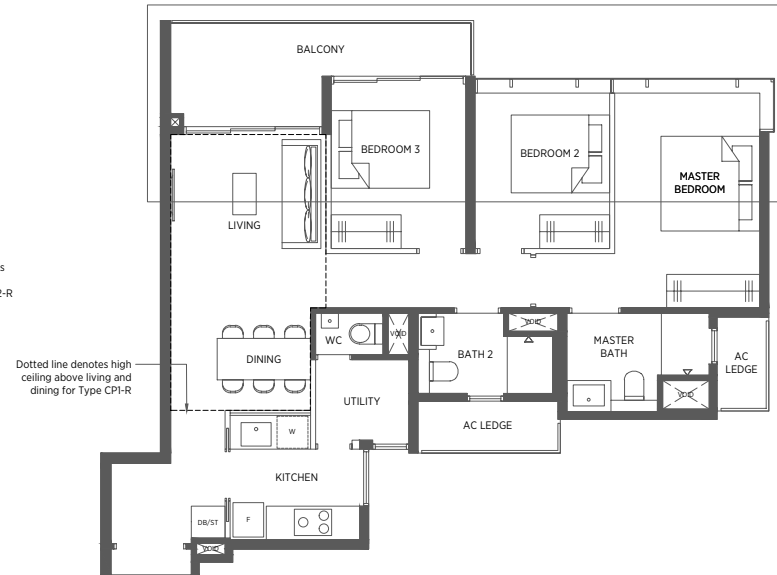 BALCONY
BEDROOM 3
BEDROOM 2
MASTER
BEDROOM
LIVING
s
2-R
VOID
VOID
WC
MASTER
BATH
BATH 2
DINING
AC
LEDGE
Dotted line denotes high
ceiling above living and
dining for Type CP1-R
VOID
UTILITY
AC LEDGE
W
KITCHEN
DB/ST
F
VOID